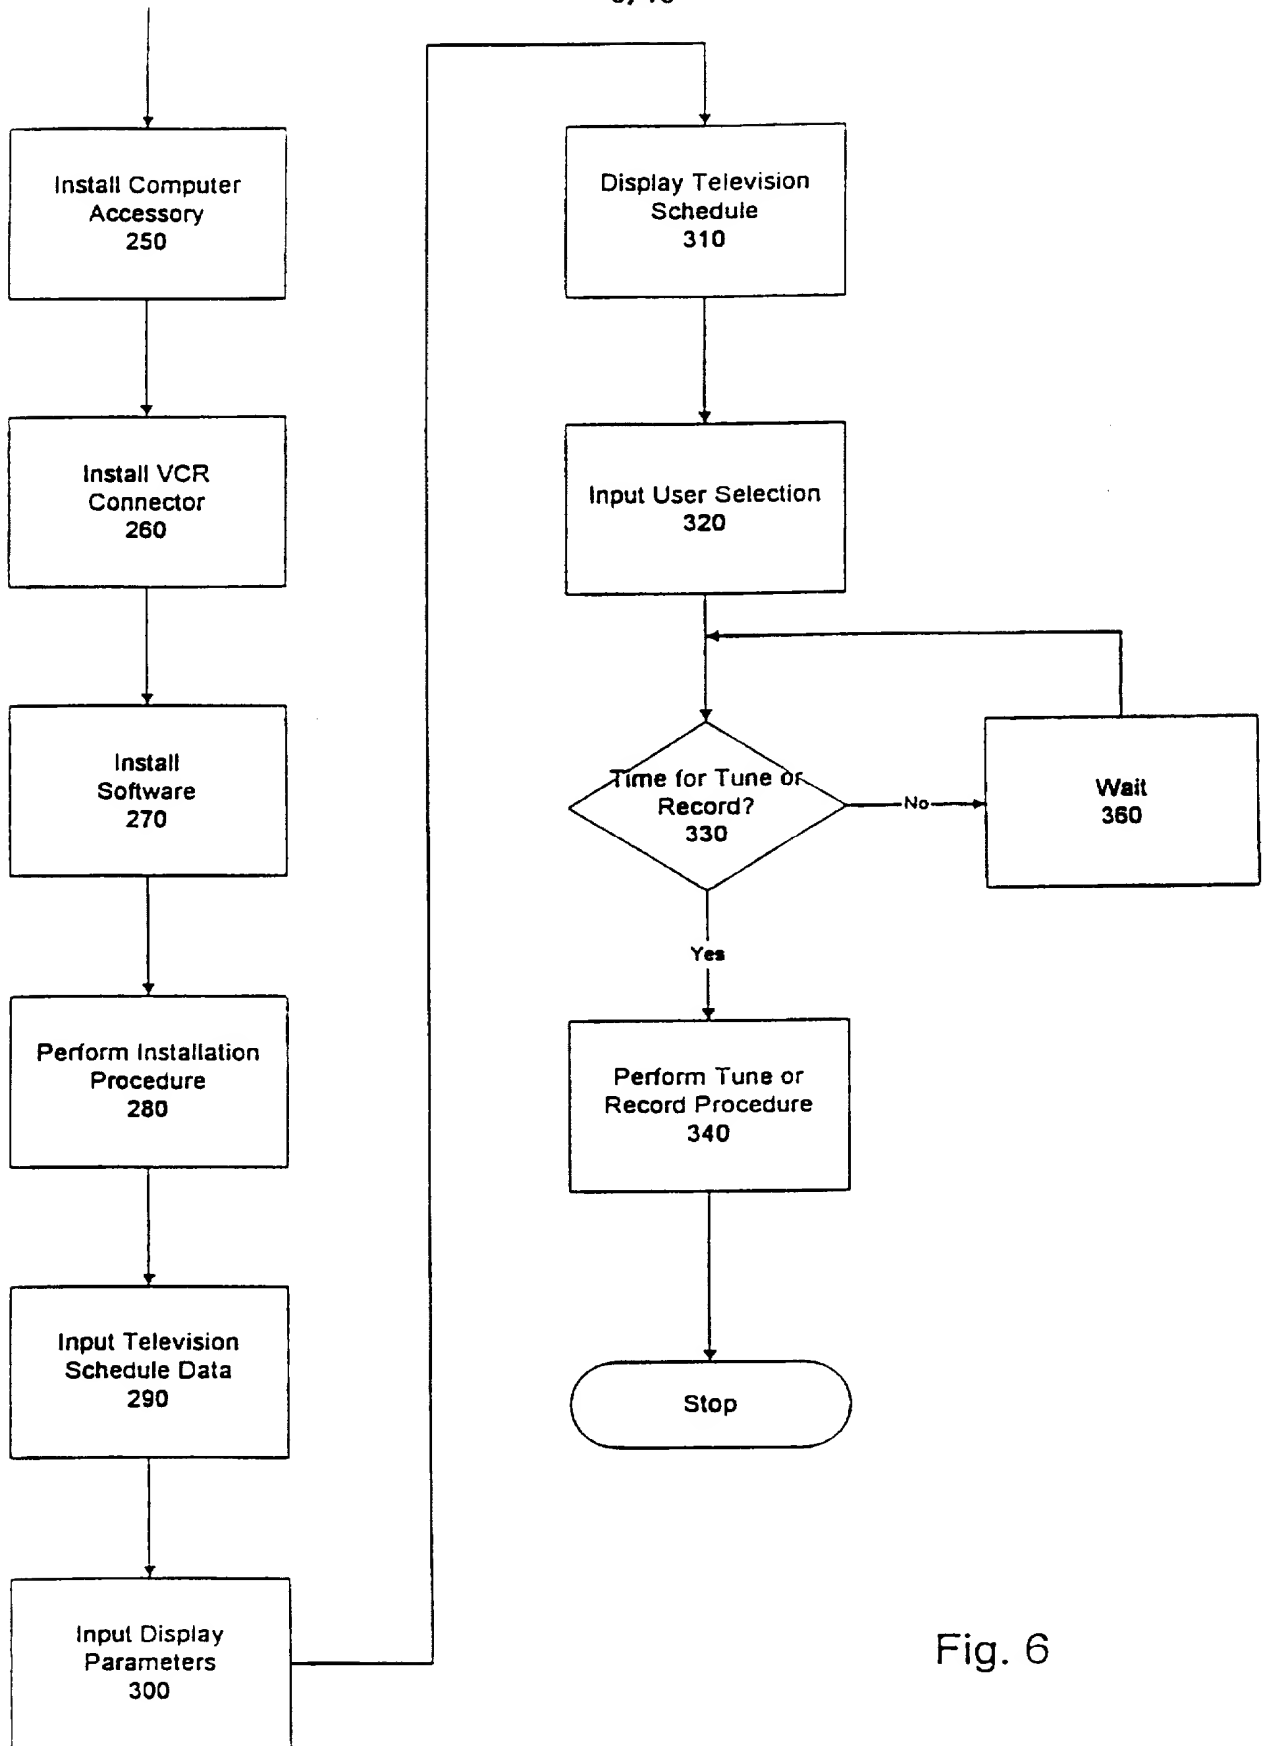 Install Computer
Accessory
250
Install VCR
Connector
260
Install
Software
270
Perform Installation
Procedure
280
Input Television
Schedule Data
290
Input Display
Parameters
300
Display Television
Schedule
310
Input User Selection
320
Time for Tune or
Record?
330
No
Wait
360
Yes
Perform Tune or
Record Procedure
340
Stop
Fig. 6